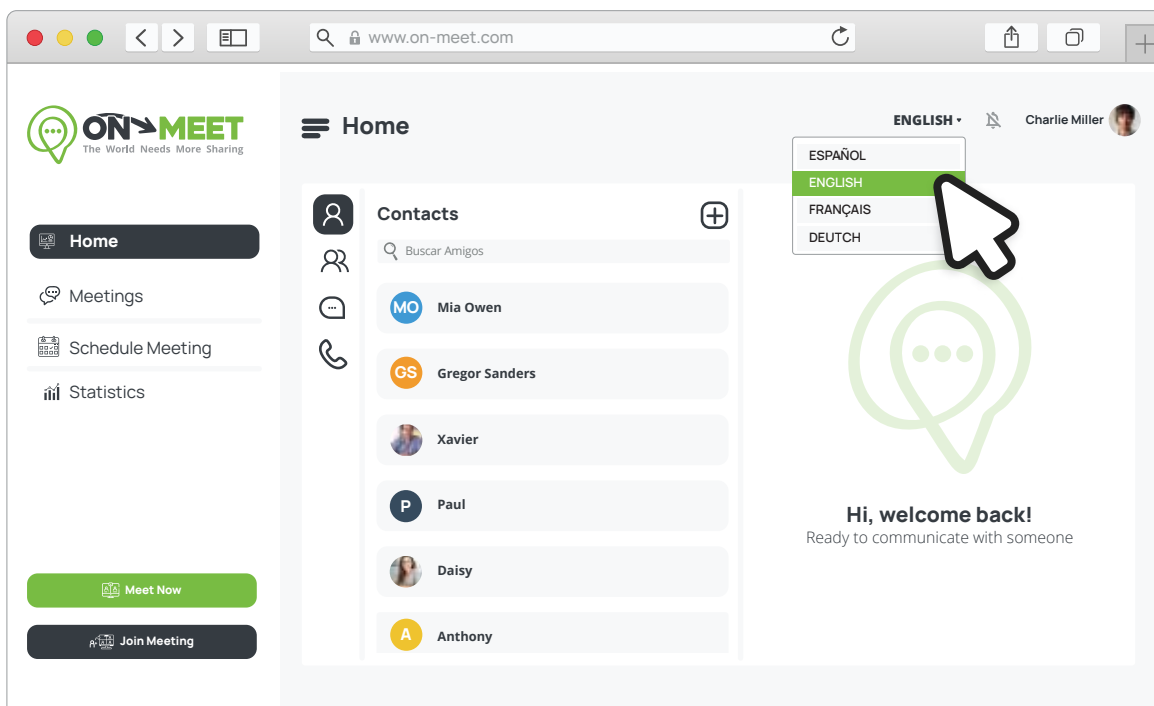 www.on-meet.com
ON MEET
The World Needs More Sharing
Home
ENGLISH
Charlie Miller
ESPAÑOL
ENGLISH
FRANÇAIS
DEUTCH
Home
Meetings
Schedule Meeting
Statistics
Meet Now
Join Meeting
Contacts
Buscar Amigos
MO Mia Owen
GS Gregor Sanders
Xavier
P Paul
Daisy
A Anthony
Hi, welcome back!
Ready to communicate with someone